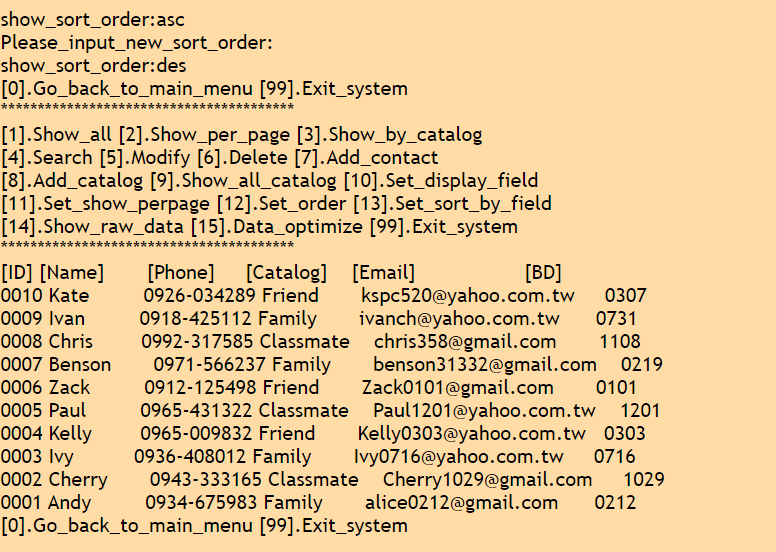 show_sort_order:asc
Please_input_new_sort_order:
show_sort_order:des
[0].Go_back_to_main_menu [99].Exit_system
****************************************
[1].Show_all [2].Show_per_page [3].Show_by_catalog
[4].Search [5].Modify [6].Delete [7].Add_contact
[8].Add_catalog [9].Show_all_catalog [10].Set_display_field
[11].Set_show_perpage [12].Set_order [13].Set_sort_by_field
[14].Show_raw_data [15].Data_optimize [99].Exit_system
****************************************
[ID] [Name] [Phone] [Catalog] [Email] [BD]
0010 Kate 0926-034289 Friend kspc520@yahoo.com.tw 0307
0009 Ivan 0918-425112 Family ivanch@yahoo.com.tw 0731
0008 Chris 0992-317585 Classmate chris358@gmail.com 1108
0007 Benson 0971-566237 Family benson31332@gmail.com 0219
0006 Zack 0912-125498 Friend Zack0101@gmail.com 0101
0005 Paul 0965-431322 Classmate Paul1201@yahoo.com.tw 1201
0004 Kelly 0965-009832 Friend Kelly0303@yahoo.com.tw 0303
0003 Ivy 0936-408012 Family Ivy0716@yahoo.com.tw 0716
0002 Cherry 0943-333165 Classmate Cherry1029@gmail.com 1029
0001 Andy 0934-675983 Family alice0212@gmail.com 0212
[0].Go_back_to_main_menu [99].Exit_system